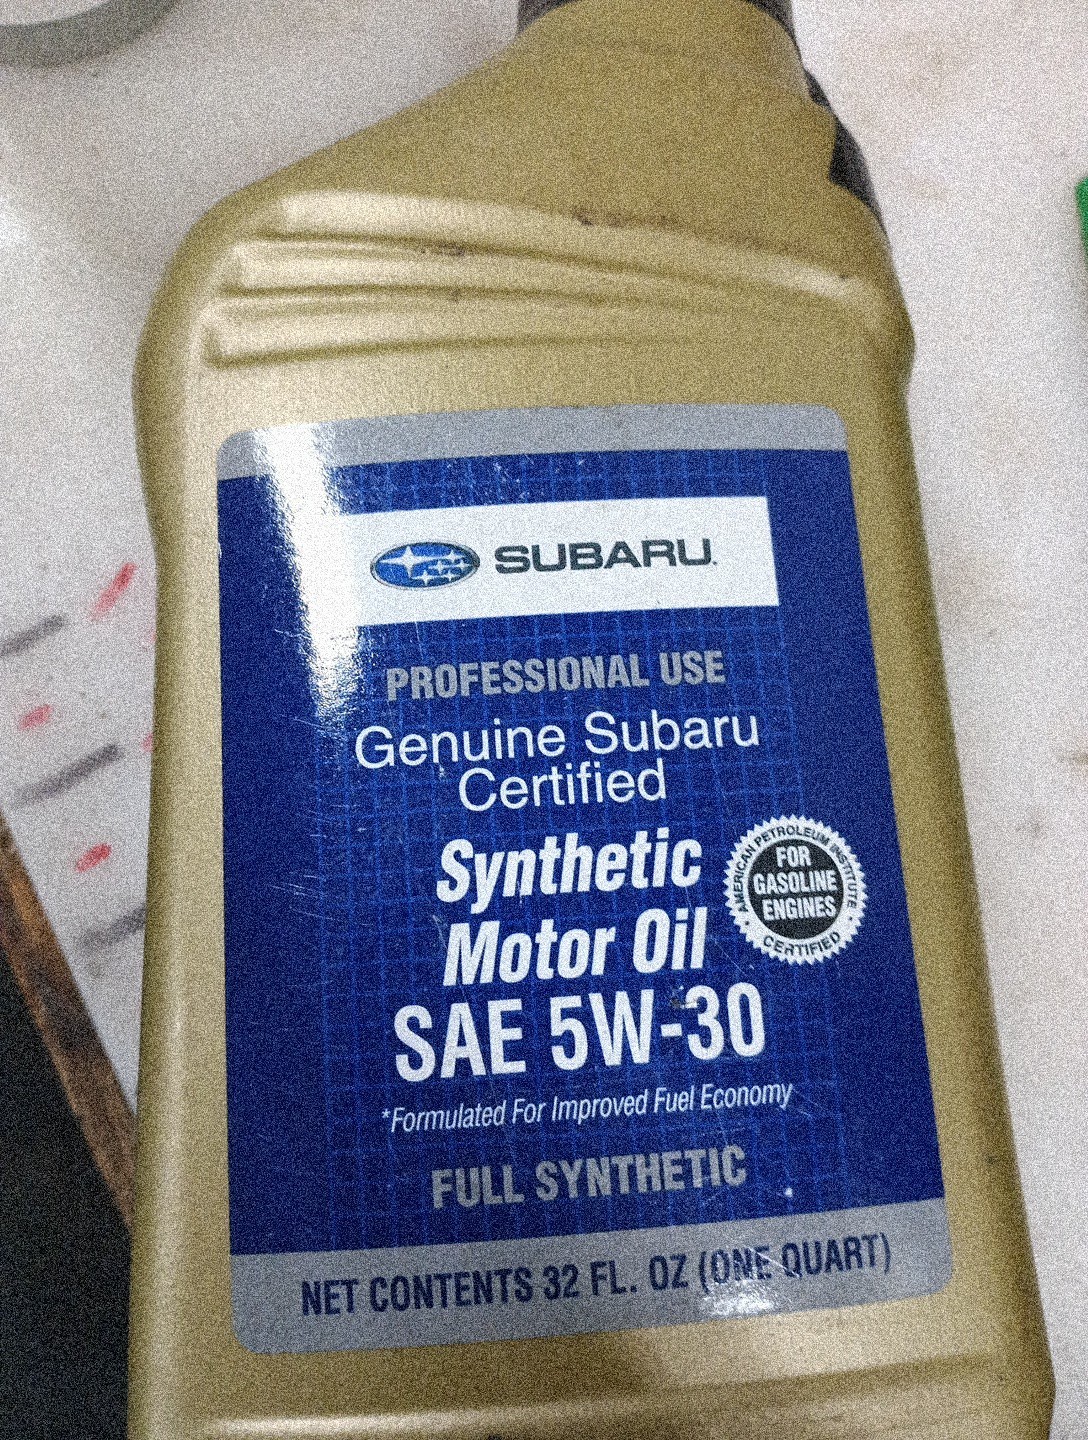 SUBARU.
PROFESSIONAL USE
Genuine Subaru
Certified
Synthetic
Motor Oil
SAE 5W-30
AMERICAN PETROLEUM INSTITUTE
FOR
GASOLINE
ENGINES
CERTIFIED
*Formulated For Improved Fuel Economy
FULL SYNTHETIC
NET CONTENTS 32 FL. OZ (ONE QUART)